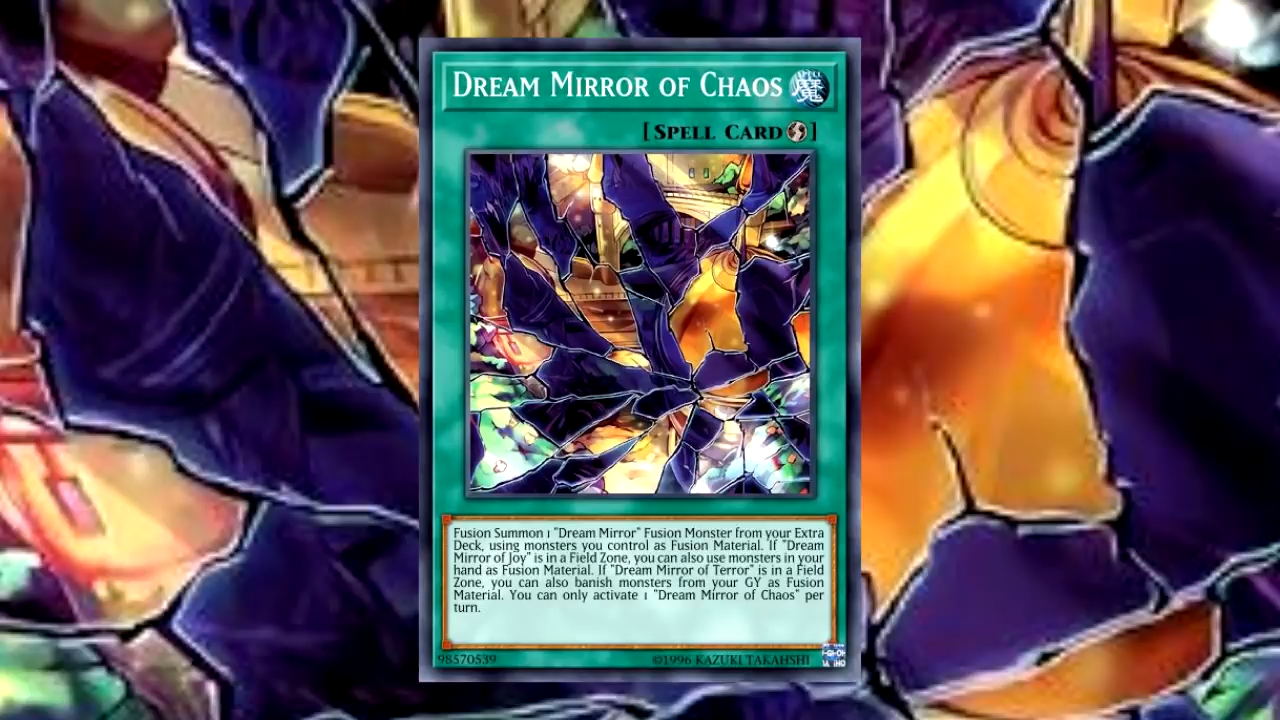 DREAM MIRROR OF CHAOS 魔
[SPELL CARD]
Fusion Summon 1 "Dream Mirror" Fusion Monster from your Extra
Deck, using monsters you control as Fusion Material. If "Dream
Mirror of Joy" is in a Field Zone, you can also use monsters in your
hand as Fusion Material. If "Dream Mirror of Terror" is in a Field
Zone, you can also banish monsters from your GY as Fusion
Material. You can only activate 1 "Dream Mirror of Chaos" per
turn.
98570539 ©1996 KAZUKI TAKAHSHI